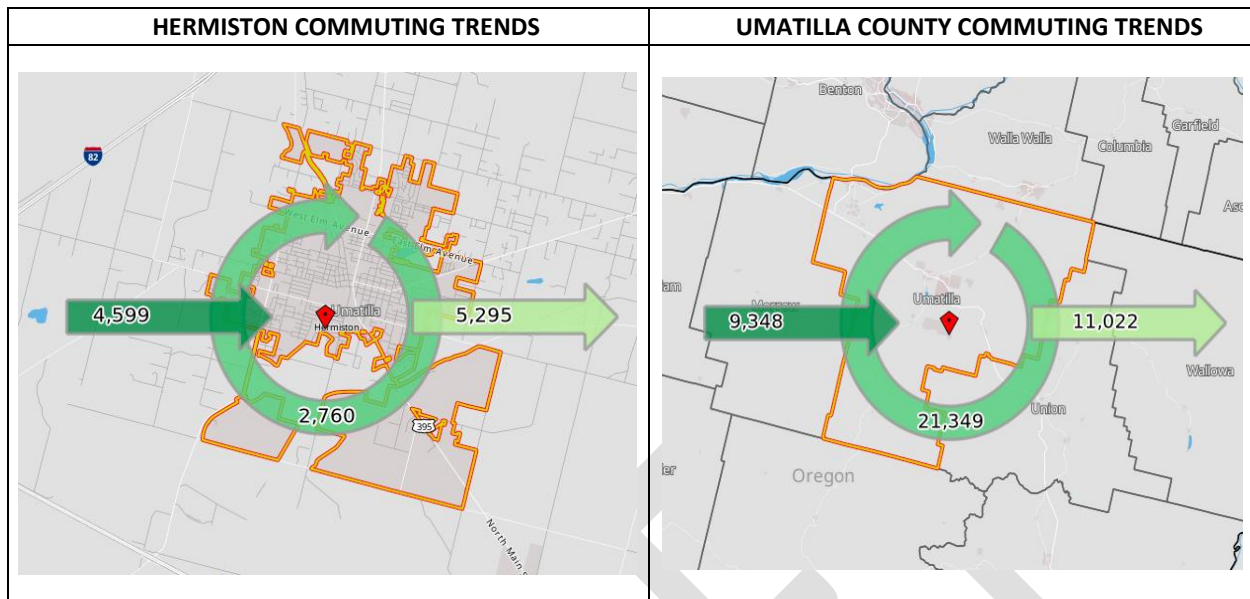 HERMISTON COMMUTING TRENDS
UMATILLA COUNTY COMMUTING TRENDS
82
West Elm Avenue
East Elm Avenue
4,599
Umatilla
Hermiston
5,295
2,760
395
North Main
Benton
Walla Walla
Columbia
Garfield
Umatilla
9,348
11,022
Wallowa
21,349
Union
Oregon